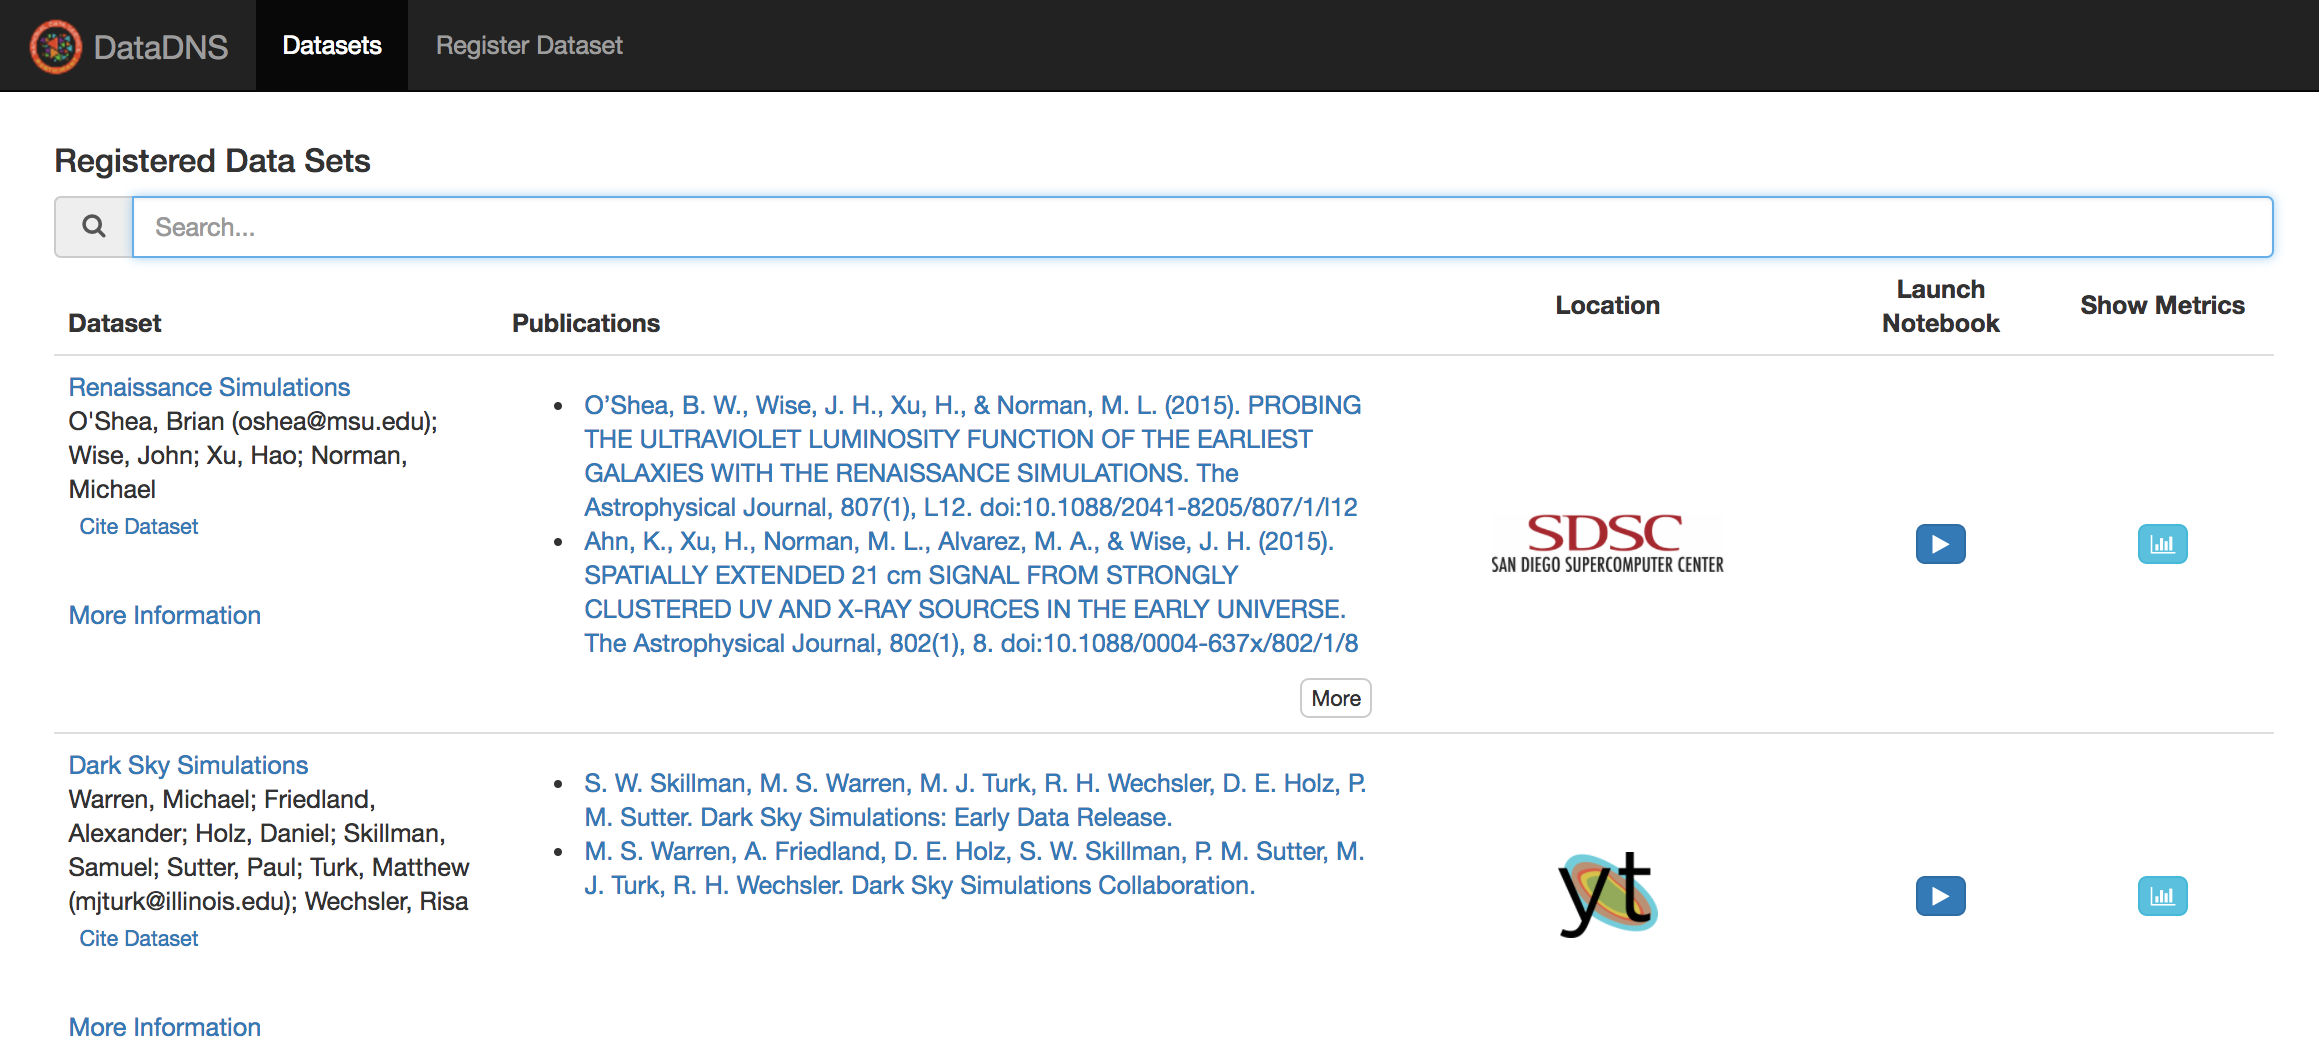 DataDNS
Datasets
Register Dataset
Registered Data Sets
Search...
Dataset
Publications
Location
Launch
Notebook
Show Metrics
Renaissance Simulations
O'Shea, Brian (oshea@msu.edu);
Wise, John; Xu, Hao; Norman,
Michael
Cite Dataset
More Information
O’Shea, B. W., Wise, J. H., Xu, H., & Norman, M. L. (2015). PROBING
THE ULTRAVIOLET LUMINOSITY FUNCTION OF THE EARLIEST
GALAXIES WITH THE RENAISSANCE SIMULATIONS. The
Astrophysical Journal, 807(1), L12. doi:10.1088/2041-8205/807/1/l12
Ahn, K., Xu, H., Norman, M. L., Alvarez, M. A., & Wise, J. H. (2015).
SPATIALLY EXTENDED 21 cm SIGNAL FROM STRONGLY
CLUSTERED UV AND X-RAY SOURCES IN THE EARLY UNIVERSE.
The Astrophysical Journal, 802(1), 8. doi:10.1088/0004-637x/802/1/8
More
SDSC
SAN DIEGO SUPERCOMPUTER CENTER
Dark Sky Simulations
Warren, Michael; Friedland,
Alexander; Holz, Daniel; Skillman,
Samuel; Sutter, Paul; Turk, Matthew
(mjturk@illinois.edu); Wechsler, Risa
Cite Dataset
More Information
S. W. Skillman, M. S. Warren, M. J. Turk, R. H. Wechsler, D. E. Holz, P.
M. Sutter. Dark Sky Simulations: Early Data Release.
M. S. Warren, A. Friedland, D. E. Holz, S. W. Skillman, P. M. Sutter, M.
J. Turk, R. H. Wechsler. Dark Sky Simulations Collaboration.
yt